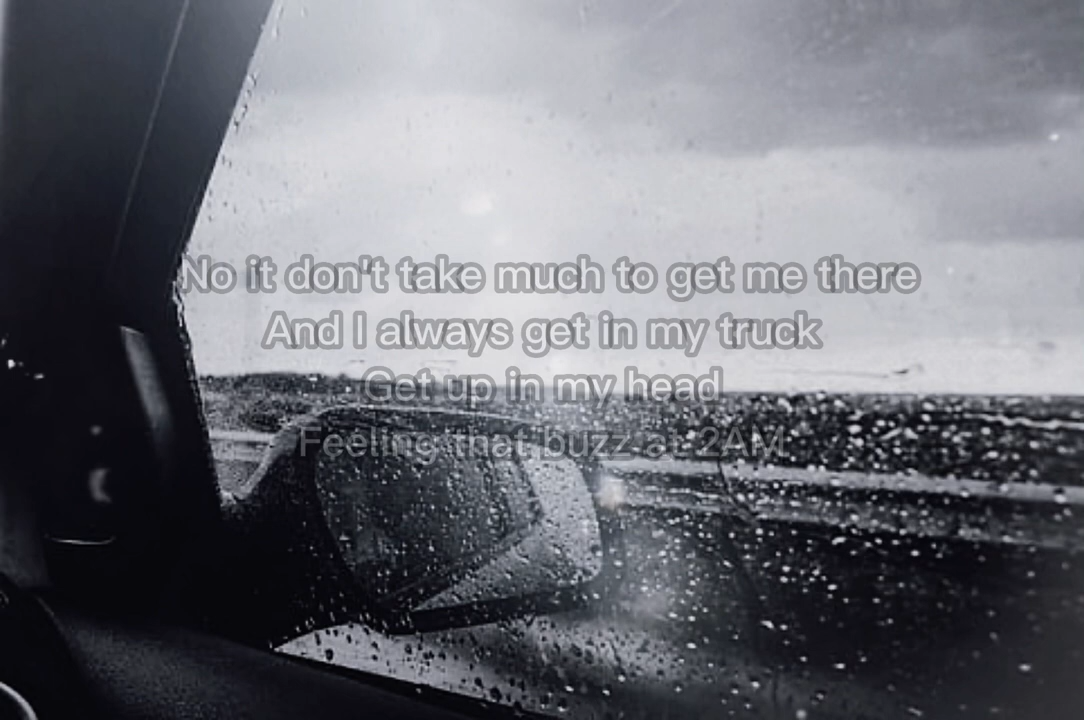 No it don't take much to get me there
And I always get in my truck
Get up in my head
Feeling that buzz at 2AM